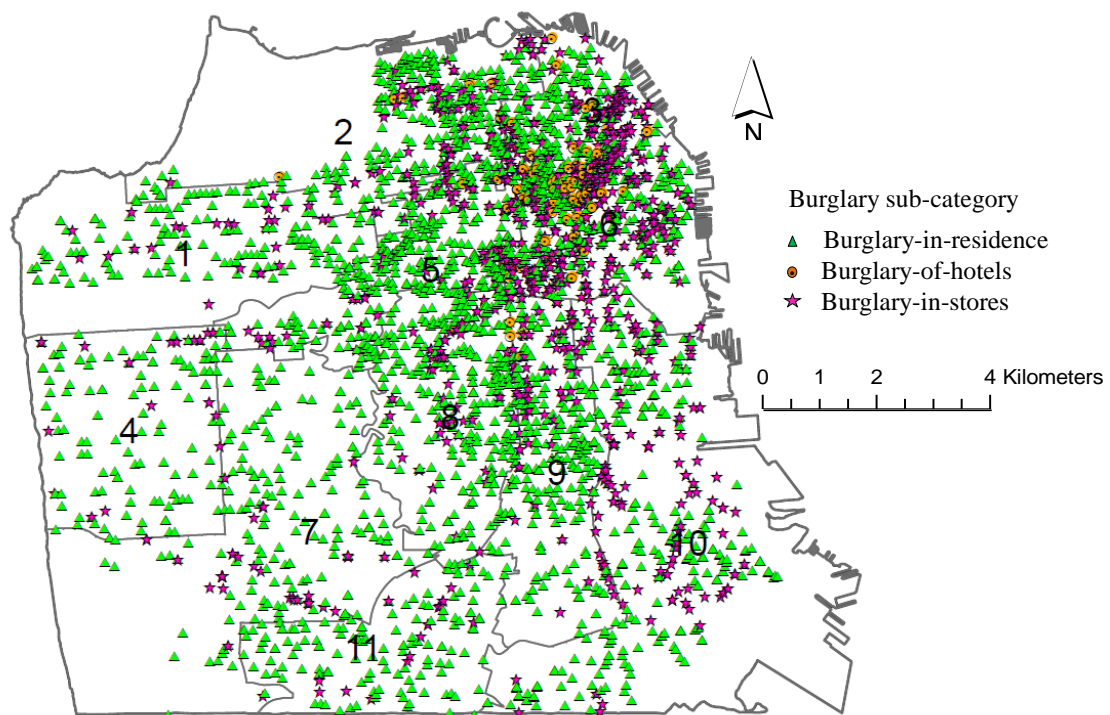 2
3
N
Burglary sub-category
6
Burglary-in-residence
1
5
Burglary-of-hotels
Burglary-in-stores
0 1 2 4 Kilometers
4
8
9
7
10
11